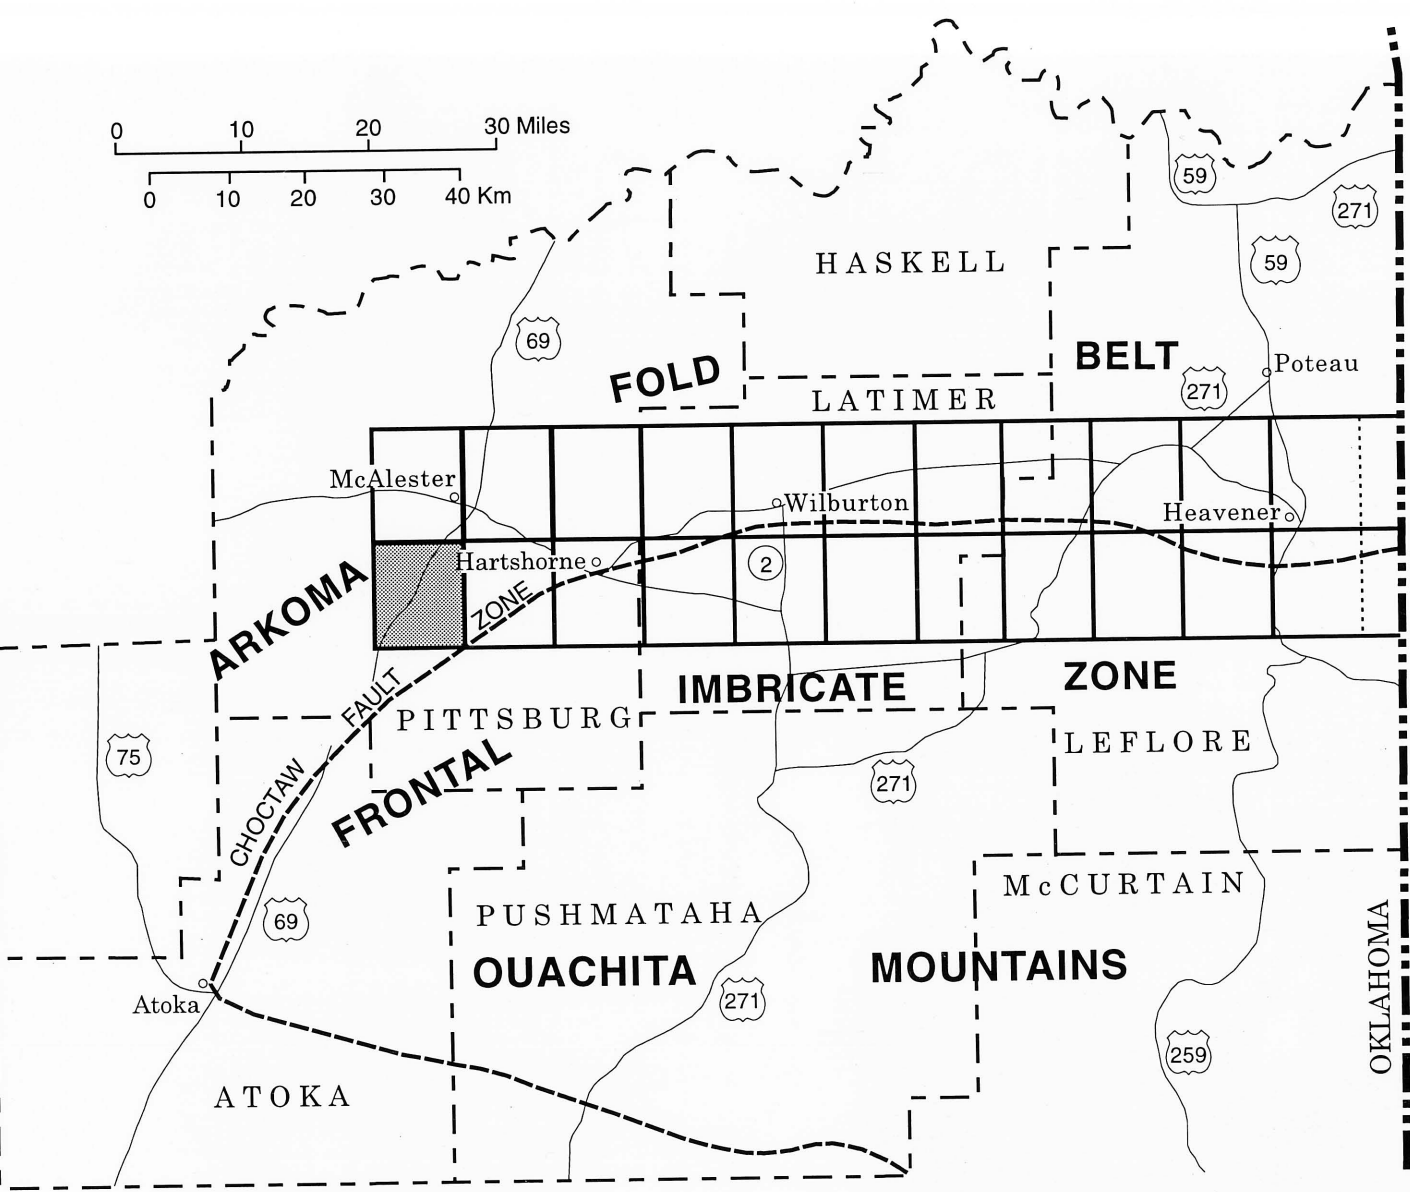 0 10 20 30 Miles
0 10 20 30 40 Km
59
271
HASKELL
59
69
FOLD
BELT
Poteau
271
LATIMER
McAlester
Wilburton
Heavener
Hartshorne
2
ARKOMA
ZONE
FAULT
CHOCTAW
PITTSBURG
IMBRICATE
ZONE
FRONTAL
LEFLORE
75
271
McCURTAIN
69
PUSHMATAHA
OUACHITA
MOUNTAINS
271
Atoka
OKLAHOMA
259
ATOKA